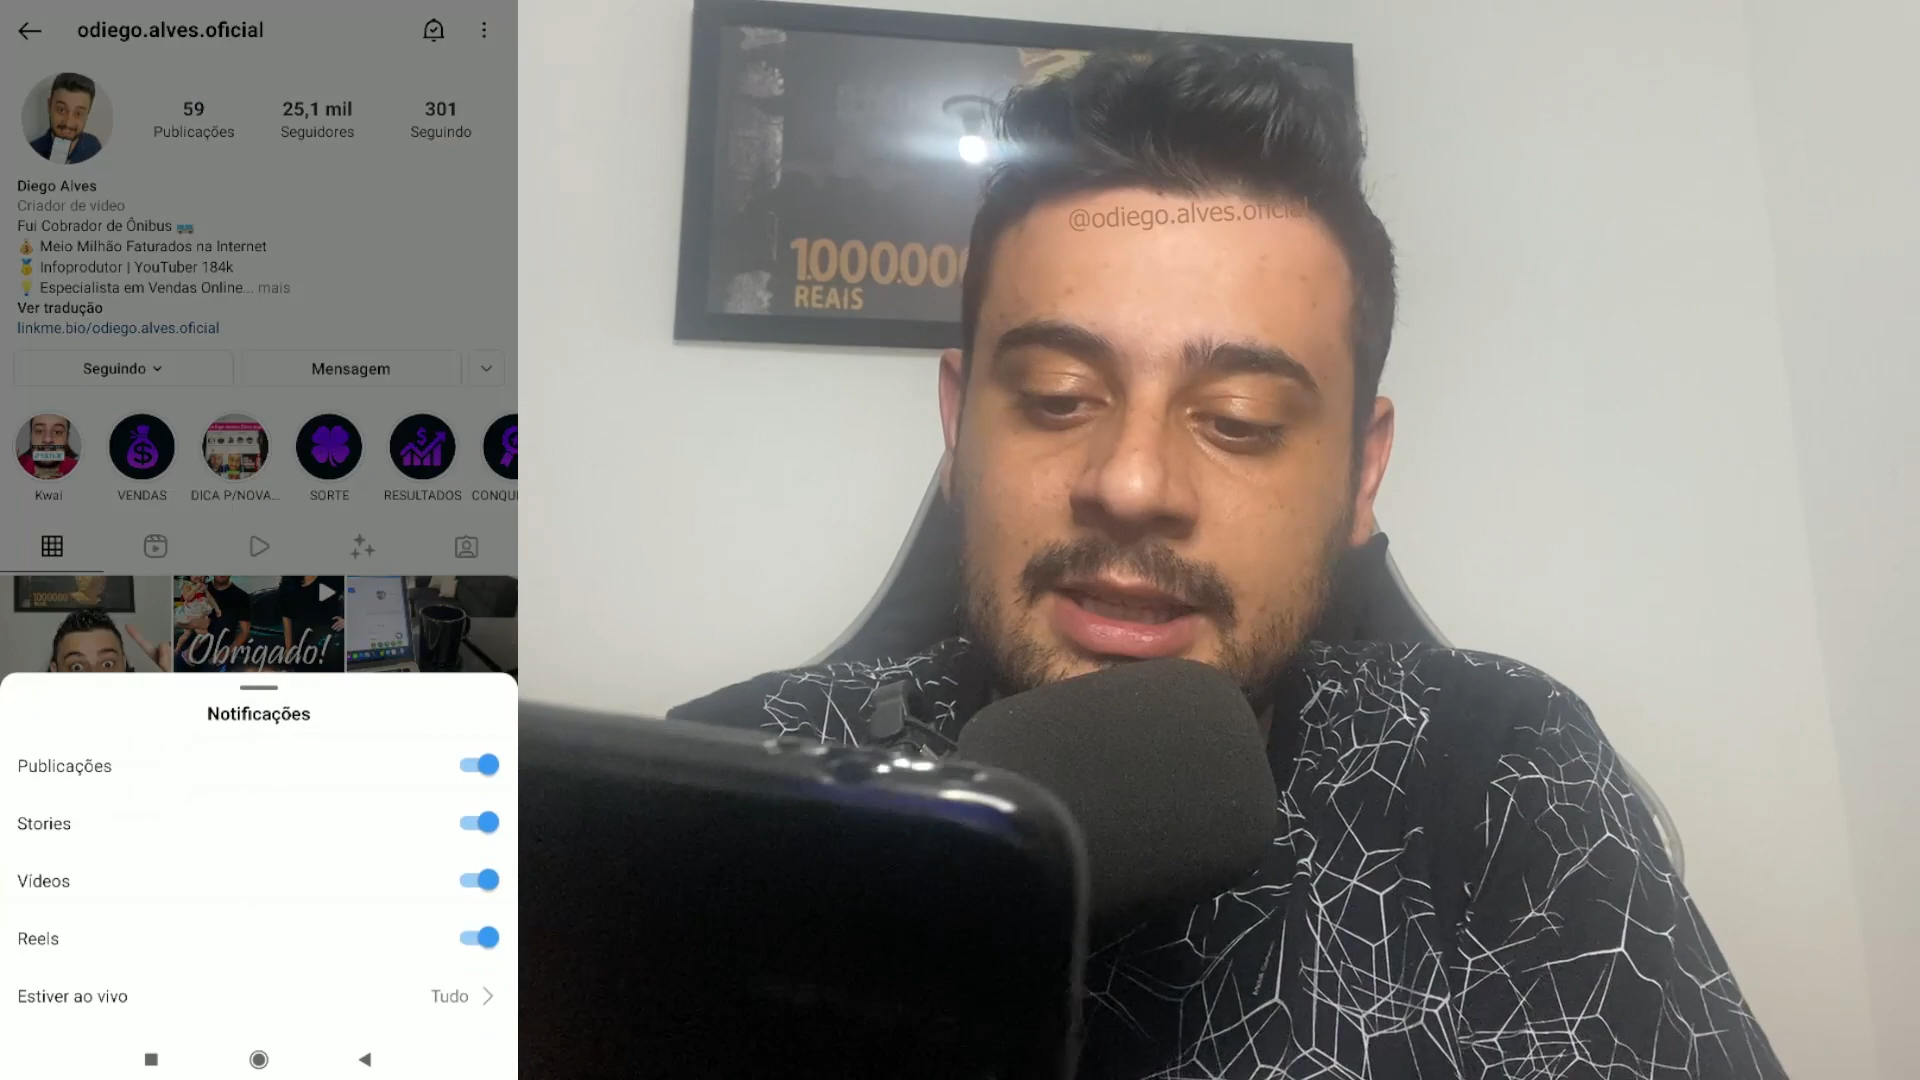 odiego.alves.oficial
59
Publicações
25,1 mil
Seguidores
301
Seguindo
Diego Alves
Criador de vídeo
Fui Cobrador de Ônibus
Meio Milhão Faturados na Internet
Infoprodutor | YouTuber 184k
Especialista em Vendas Online... mais
Ver tradução
linkme.bio/odiego.alves.oficial
Seguindo
Mensagem
Kwai
VENDAS
DICA P/NOVA...
SORTE
RESULTADOS
CONQU
Obrigado!
Notificações
Publicações
Stories
Vídeos
Reels
Estiver ao vivo
Tudo
@odiego.alves.oficial
REAIS